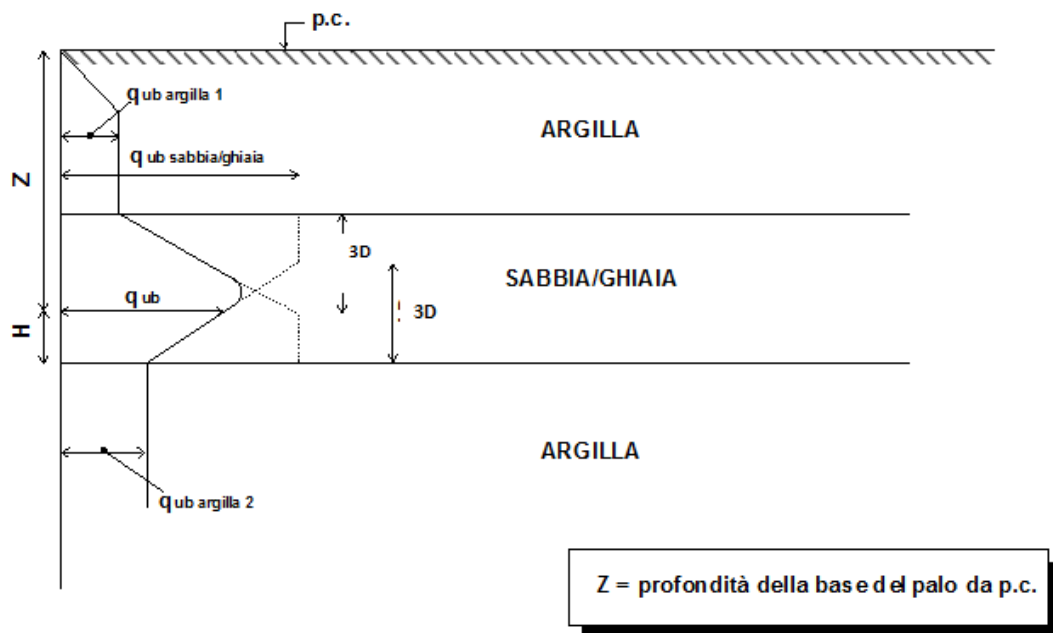 p.c.
q ub argilla 1
ARGILLA
q ub sabbia/ghiaia
Z
3D
SABBIA/GHIAIA
q ub
3D
H
ARGILLA
q ub argilla 2
Z = profondità della base del palo da p.c.